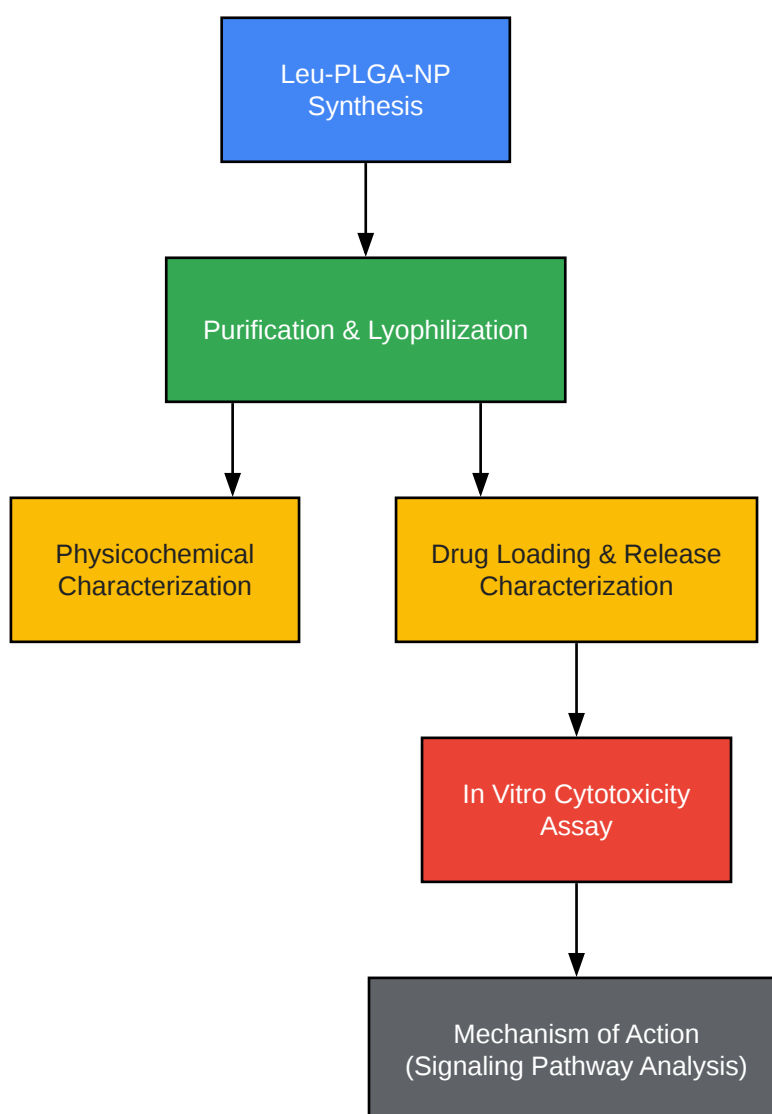 Leu-PLGA-NP
Synthesis
Purification & Lyophilization
Physicochemical
Characterization
Drug Loading & Release
Characterization
In Vitro Cytotoxicity
Assay
Mechanism of Action
(Signaling Pathway Analysis)